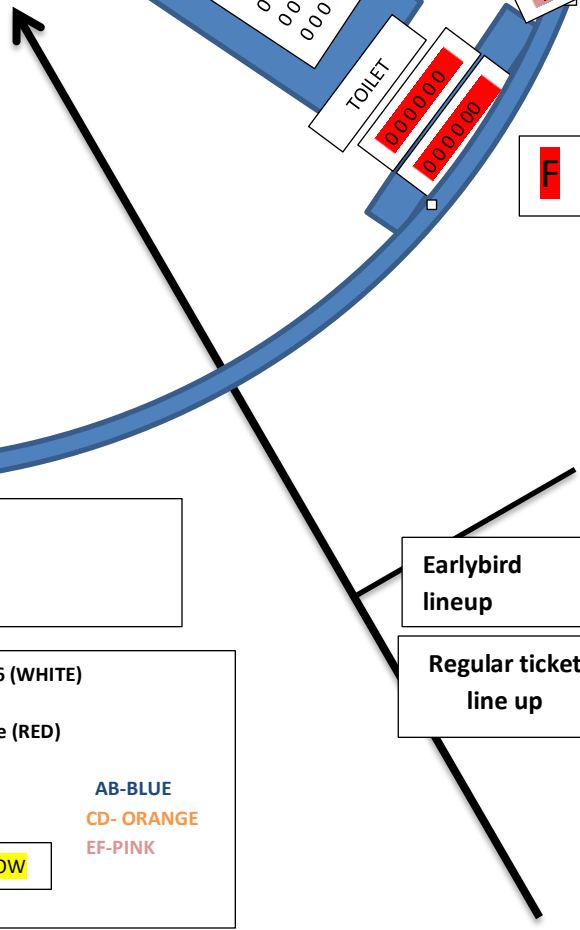 000
TOILET
000000
000000
F
Earlybird
lineup
Regular ticket
line up
(WHITE)
(RED)
AB-BLUE
CD- ORANGE
EF-PINK
OW